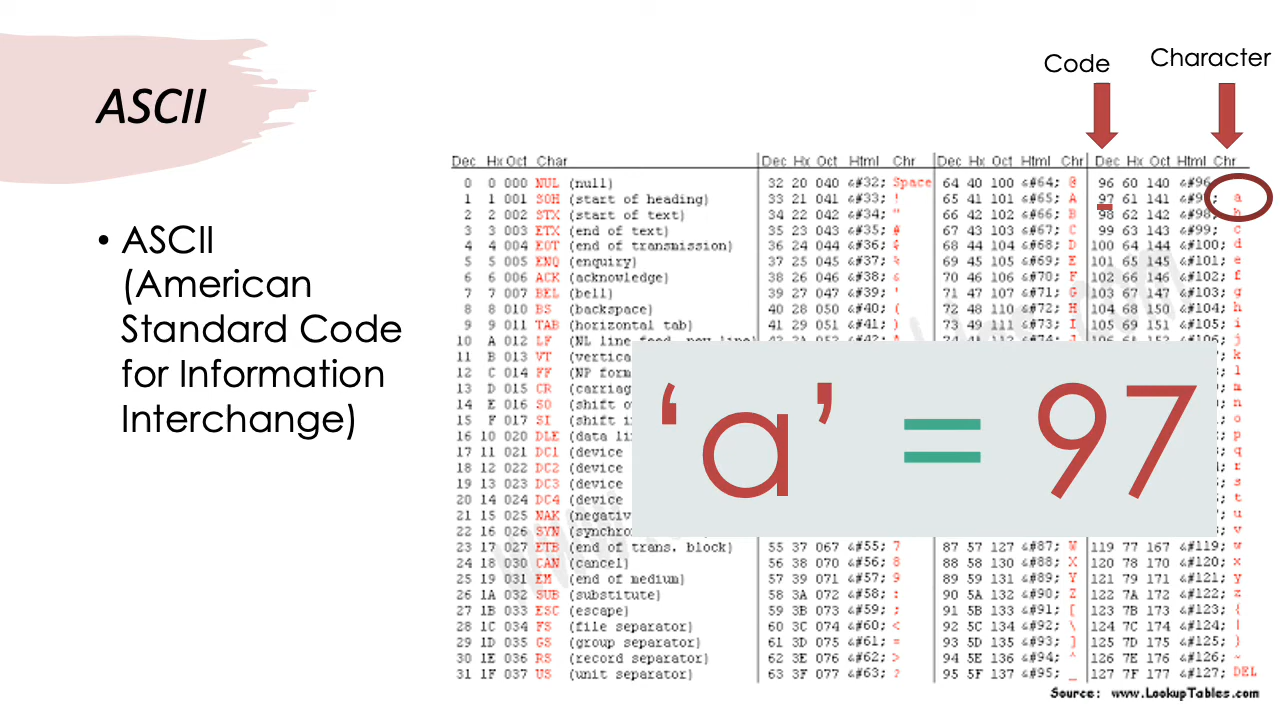 ASCII
Code
Character
• ASCII
(American
Standard Code
for Information
Interchange)
Dec Hx Oct Char Dec Hx Oct Html Chr Dec Hx Oct Html Chr Dec Hx Oct Html Chr
0 0 000 NUL (null) 32 20 040 &#32; Space 64 40 100 &#64; @ 96 60 140 &#96;
1 1 001 SOH (start of heading) 33 21 041 &#33; ! 65 41 101 &#65; A 97 61 141 a
2 2 002 STX (start of text) 34 22 042 &#34; " 66 42 102 &#66; B 98 62 142 &#98; b
3 3 003 ETX (end of text) 35 23 043 &#35; # 67 43 103 &#67; C 99 63 143 &#99; c
4 4 004 EOT (end of transmission) 36 24 044 &#36; $ 68 44 104 &#68; D 100 64 144 &#100; d
5 5 005 ENQ (enquiry) 37 25 045 &#37; % 69 45 105 &#69; E 101 65 145 &#101; e
6 6 006 ACK (acknowledge) 38 26 046 &#38; & 70 46 106 &#70; F 102 66 146 &#102; f
7 7 007 BEL (bell) 39 27 047 &#39; ' 71 47 107 &#71; G 103 67 147 &#103; g
8 8 010 BS (backspace) 40 28 050 &#40; ( 72 48 110 &#72; H 104 68 150 &#104; h
9 9 011 TAB (horizontal tab) 41 29 051 &#41; ) 73 49 111 &#73; I 105 69 151 &#105; i
10 A 012 LF (NL line feed, new line) j
11 B 013 VT (vertica k
12 C 014 FF (NP form l
13 D 015 CR (carriag m
14 E 016 SO (shift n
15 F 017 SI (shift o
16 10 020 DLE (data p
17 11 021 DC1 (device q
18 12 022 DC2 (device r
19 13 023 DC3 (device s
20 14 024 DC4 (device t
21 15 025 NAK (negativ u
22 16 026 SYN (synchro v
23 17 027 ETB (end of trans. block) 55 37 067 &#55; 7 87 57 127 &#87; W 119 77 167 &#119; w
24 18 030 CAN (cancel) 56 38 070 &#56; 8 88 58 130 &#88; X 120 78 170 &#120; x
25 19 031 EM (end of medium) 57 39 071 &#57; 9 89 59 131 &#89; Y 121 79 171 &#121; y
26 1A 032 SUB (substitute) 58 3A 072 &#58; : 90 5A 132 &#90; Z 122 7A 172 &#122; z
27 1B 033 ESC (escape) 59 3B 073 &#59; ; 91 5B 133 &#91; [ 123 7B 173 &#123; {
28 1C 034 FS (file separator) 60 3C 074 &#60; < 92 5C 134 &#92; \ 124 7C 174 &#124; |
29 1D 035 GS (group separator) 61 3D 075 &#61; = 93 5D 135 &#93; ] 125 7D 175 &#125; }
30 1E 036 RS (record separator) 62 3E 076 &#62; > 94 5E 136 &#94; ^ 126 7E 176 &#126; ~
31 1F 037 US (unit separator) 63 3F 077 &#63; ? 95 5F 137 &#95; _ 127 7F 177 &#127; DEL
‘a’ = 97
Source: www.LookupTables.com